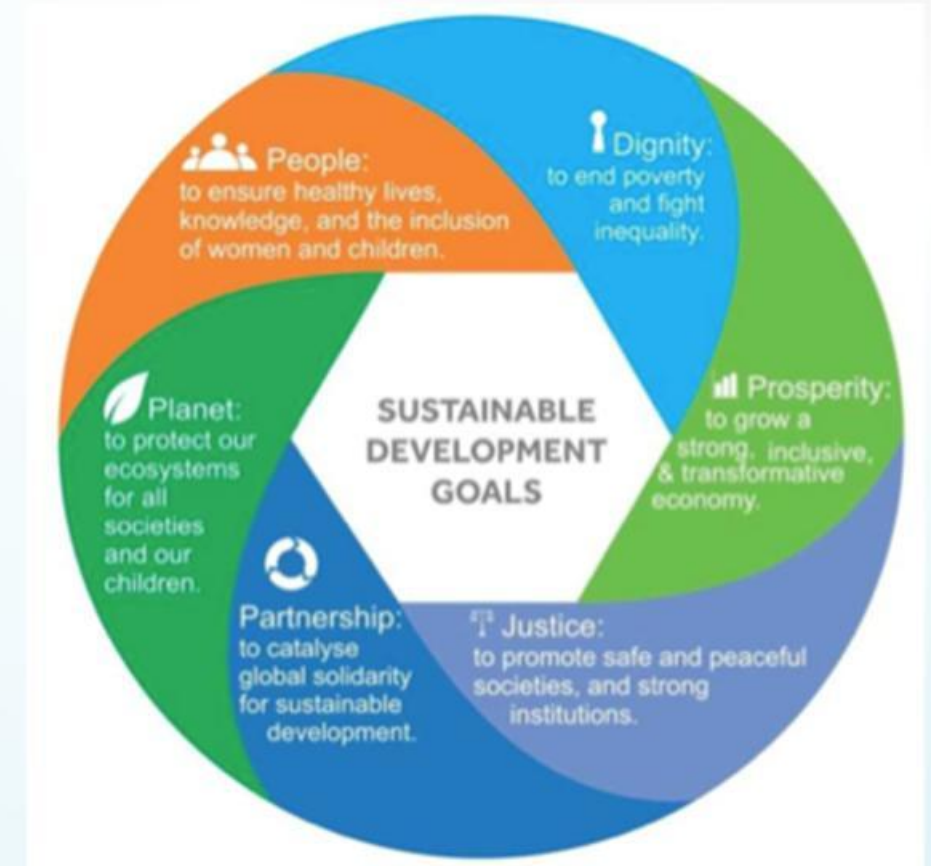 Dignity:
to end poverty
and fight
inequality.
People:
to ensure healthy lives,
knowledge, and the inclusion
of women and children.
Prosperity:
to grow a
strong, inclusive,
& transformative
economy.
SUSTAINABLE
DEVELOPMENT
GOALS
Planet:
to protect our
ecosystems
for all
societies
and our
children.
Partnership:
to catalyse
global solidarity
for sustainable
development.
Justice:
to promote safe and peaceful
societies, and strong
institutions.